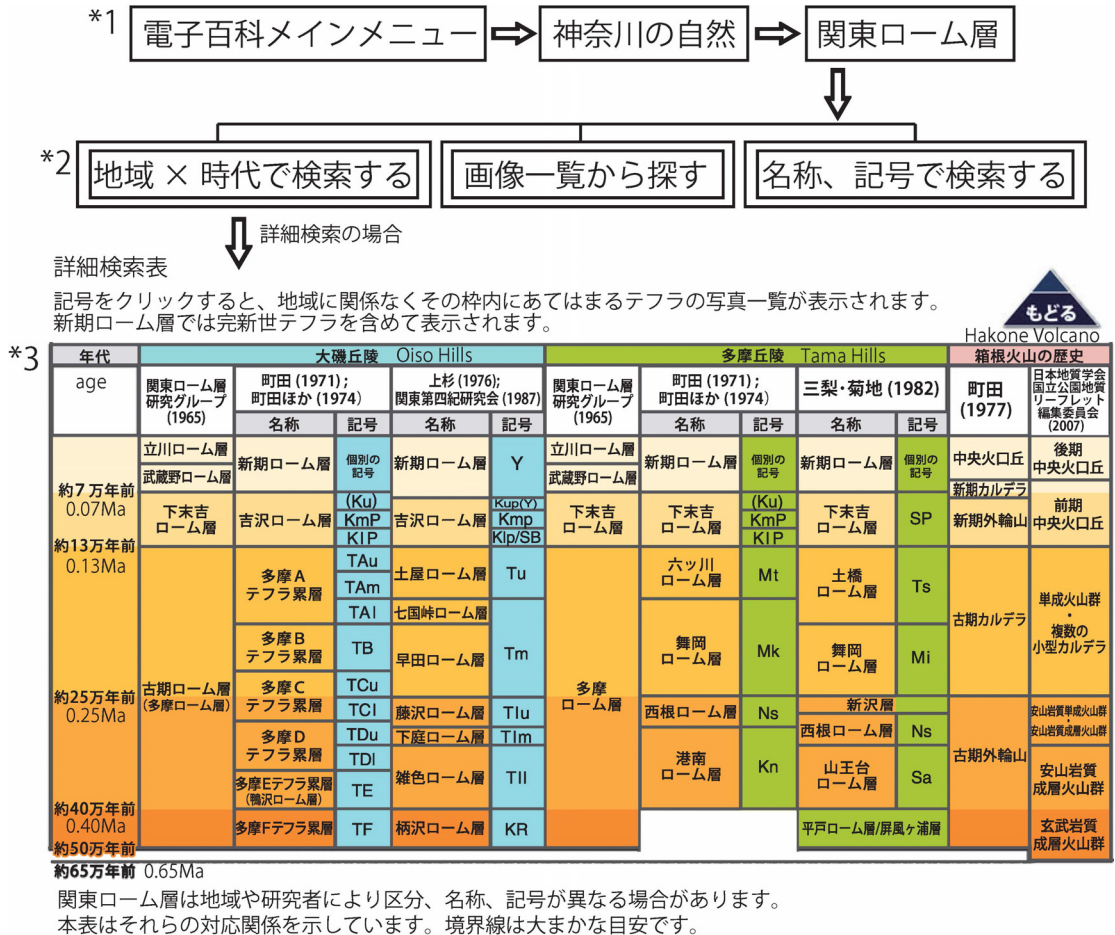 *1 電子百科メインメニュー 神奈川の自然 関東ローム層
*2 地域 × 時代で検索する 画像一覧から探す 名称、記号で検索する
詳細検索の場合
詳細検索表
記号をクリックすると、地域に関係なくその枠内にあてはまるテフラの写真一覧が表示されます。
新期ローム層では完新世テフラを含めて表示されます。
もどる
Hakone Volcano
*3
年代 大磯丘陵 Oiso Hills 多摩丘陵 Tama Hills 箱根火山の歴史
age
関東ローム層
研究グループ
(1965)
町田 (1971) ;
町田ほか (1974)
上杉 (1976);
関東第四紀研究会 (1987)
関東ローム層
研究グループ
(1965)
町田 (1971) ;
町田ほか (1974)
三梨・菊地 (1982)
町田
(1977)
日本地質学会
国立公園地質
リーフレット
編集委員会
(2007)
名称 記号 名称 記号 名称 記号 名称 記号
約7万年前
0.07Ma
約13万年前
0.13Ma
約25万年前
0.25Ma
約40万年前
0.40Ma
約50万年前
約65万年前 0.65Ma
立川ローム層
武蔵野ローム層
下末吉
ローム層
古期ローム層
(多摩ローム層)
新期ローム層
吉沢ローム層
多摩A
テフラ累層
多摩B
テフラ累層
多摩C
テフラ累層
多摩D
テフラ累層
多摩Eテフラ累層
(鴨沢ローム層)
多摩Fテフラ累層
個別の
記号
(Ku)
KmP
KIP
TAu
TAm
TAl
TB
TCu
TCl
TDu
TDl
TE
TF
新期ローム層
吉沢ローム層
土屋ローム層
七国峠ローム層
早田ローム層
藤沢ローム層
下庭ローム層
雑色ローム層
柄沢ローム層
Y
Kup(Y)
Kmp
Klp/SB
Tu
Tm
Tlu
Tlm
Tll
KR
立川ローム層
武蔵野ローム層
下末吉
ローム層
多摩
ローム層
新期ローム層
下末吉
ローム層
六ッ川
ローム層
舞岡
ローム層
西根ローム層
港南
ローム層
個別の
記号
(Ku)
KmP
KIP
Mt
Mk
Ns
Kn
新期ローム層
下末吉
ローム層
土橋
ローム層
舞岡
ローム層
新沢層
西根ローム層
山王台
ローム層
平戸ローム層/屏風ヶ浦層
個別の
記号
SP
Ts
Mi
Ns
Sa
中央火口丘
新期カルデラ
新期外輪山
古期カルデラ
古期外輪山
後期
中央火口丘
前期
中央火口丘
単成火山群
・
複数の
小型カルデラ
安山岩質単成火山群
・
安山岩質成層火山群
安山岩質
成層火山群
玄武岩質
成層火山群
関東ローム層は地域や研究者により区分、名称、記号が異なる場合があります。
本表はそれらの対応関係を示しています。境界線は大まかな目安です。